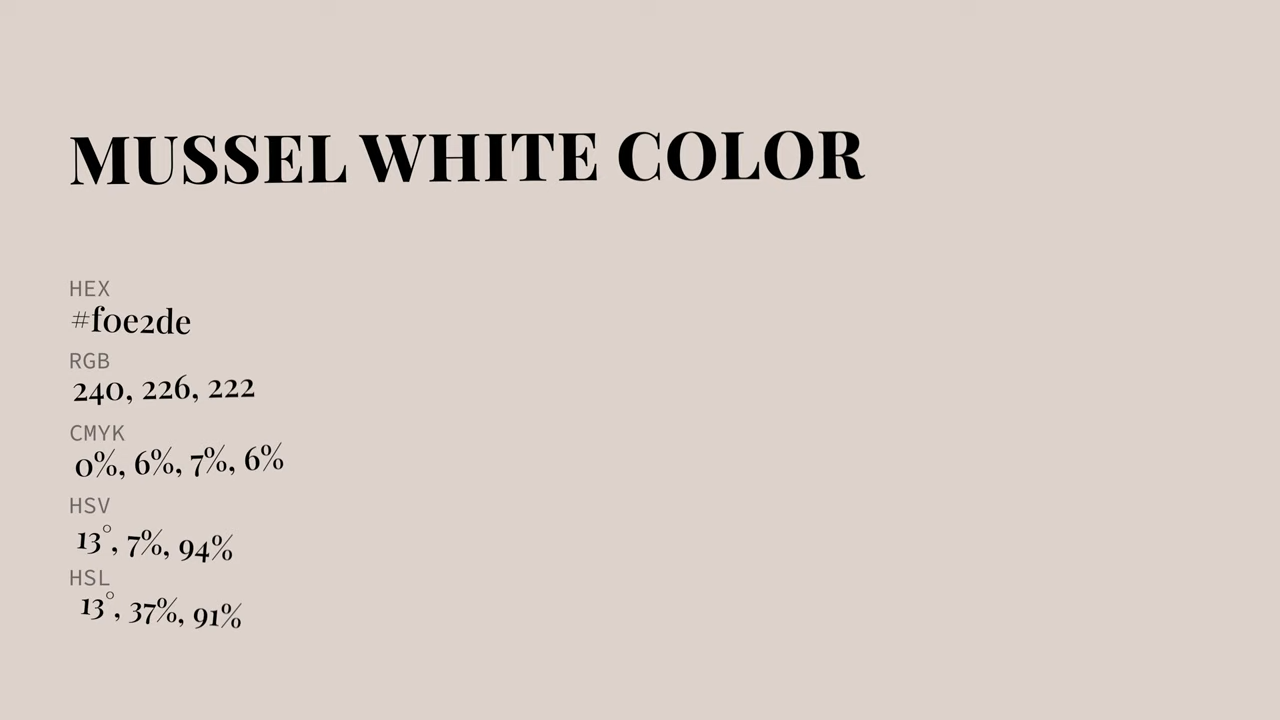 MUSSEL WHITE COLOR
HEX
#f0e2de
RGB
240, 226, 222
CMYK
0%, 6%, 7%, 6%
HSV
13°, 7%, 94%
HSL
13°, 37%, 91%